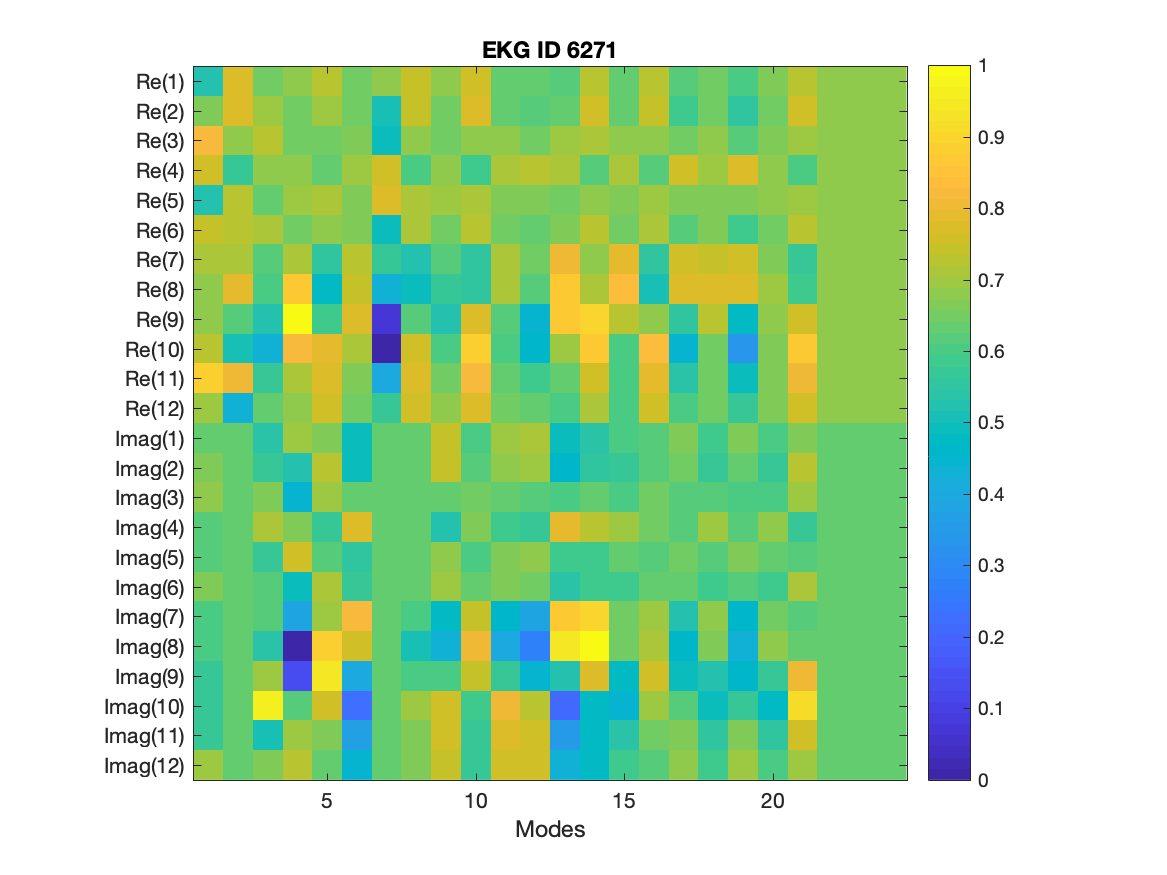 EKG ID 6271
Re(1)
Re(2)
Re(3)
Re(4)
Re(5)
Re(6)
Re(7)
Re(8)
Re(9)
Re(10)
Re(11)
Re(12)
Imag(1)
Imag(2)
Imag(3)
Imag(4)
Imag(5)
Imag(6)
Imag(7)
Imag(8)
Imag(9)
Imag(10)
Imag(11)
Imag(12)
5 10 15 20
Modes
1
0.9
0.8
0.7
0.6
0.5
0.4
0.3
0.2
0.1
0